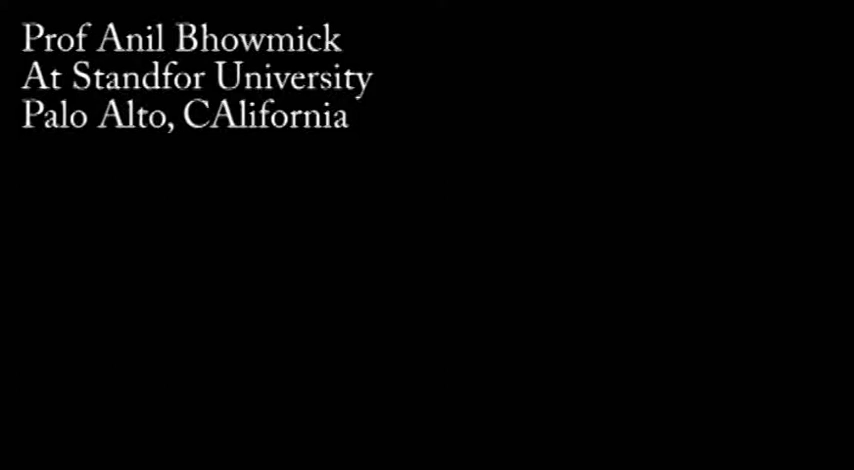 Prof Anil Bhowmick
At Standfor University
Palo Alto, CAlifornia